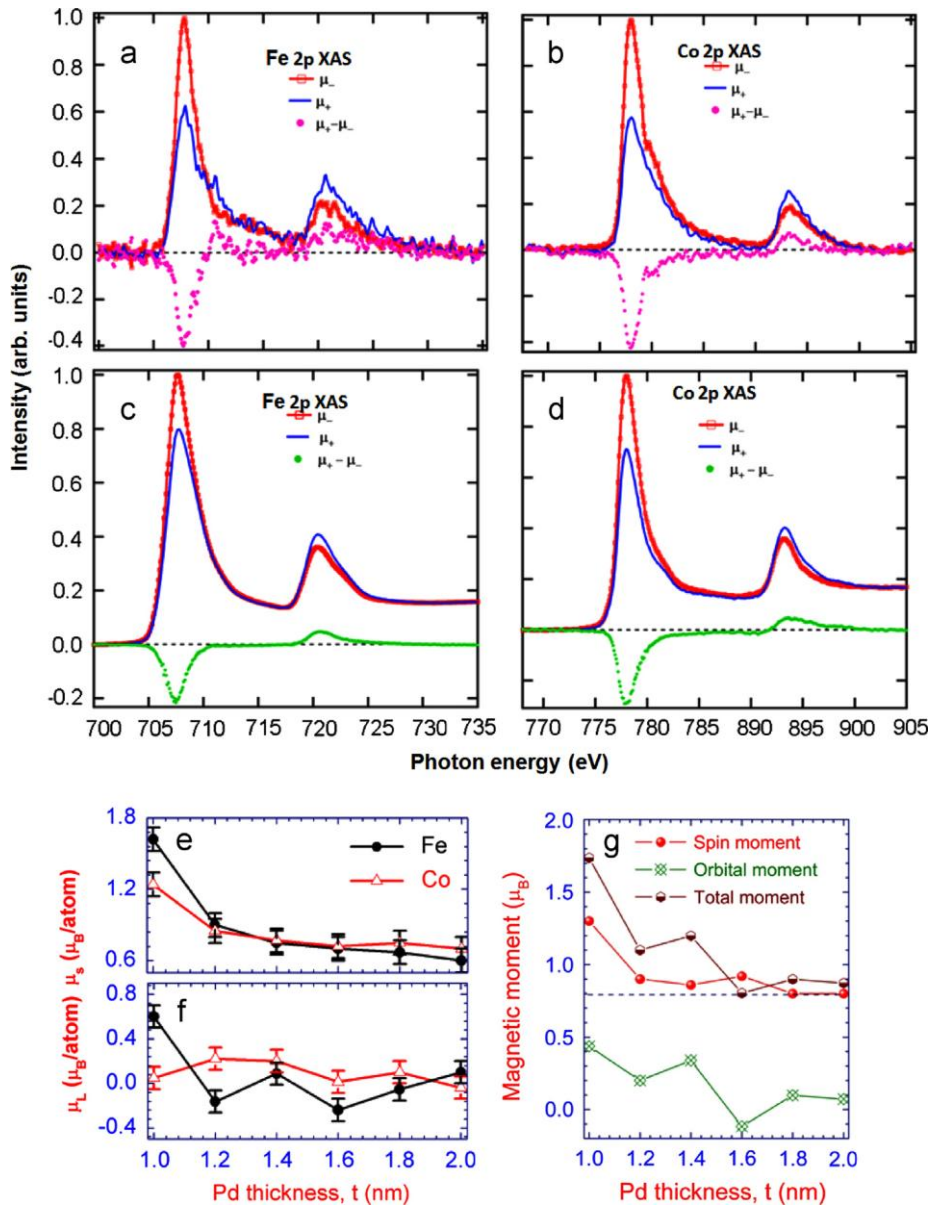 Intensity (arb. units)
a
Fe 2p XAS
μ₋
μ₊
μ₊-μ₋
1.0
0.8
0.6
0.4
0.2
0.0
-0.2
-0.4
b
Co 2p XAS
μ₋
μ₊
μ₊-μ₋
c
Fe 2p XAS
μ₋
μ₊
μ₊ - μ₋
1.0
0.8
0.6
0.4
0.2
0.0
-0.2
700 705 710 715 720 725 730 735
d
Co 2p XAS
μ₋
μ₊
μ₊ - μ₋
770 775 780 785 890 895 900 905
Photon energy (eV)
μL (μB/atom) μs (μB/atom)
e
Fe
Co
1.8
1.2
0.6
f
0.8
0.4
0.0
-0.4
1.0 1.2 1.4 1.6 1.8 2.0
Pd thickness, t (nm)
Magnetic moment (μB)
g
Spin moment
Orbital moment
Total moment
2.0
1.5
1.0
0.5
0.0
1.0 1.2 1.4 1.6 1.8 2.0
Pd thickness, t (nm)